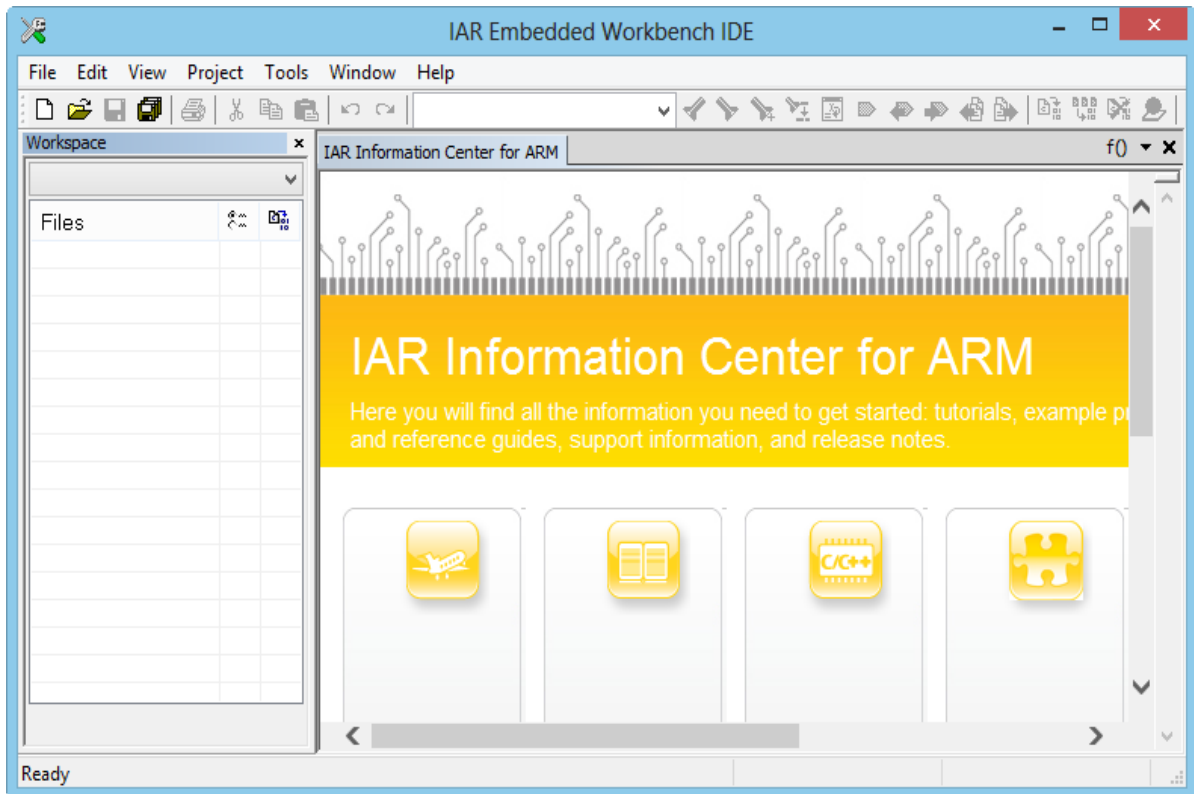 IAR Embedded Workbench IDE
File Edit View Project Tools Window Help
Workspace
IAR Information Center for ARM
f()
Files
IAR Information Center for ARM
Here you will find all the information you need to get started: tutorials, example
and reference guides, support information, and release notes.
C/C++
Ready